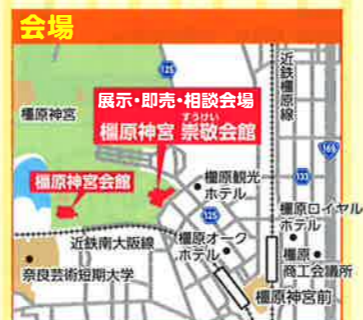 会場
125
近鉄橿原線
展示・即売・相談会場
すうけい
橿原神宮 崇敬会館
橿原神宮
169
133
橿原神宮会館
橿原観光
ホテル
125
橿原ロイヤル
ホテル
近鉄南大阪線
橿原オーク
ホテル
橿原
商工会議所
奈良芸術短期大学
橿原神宮前